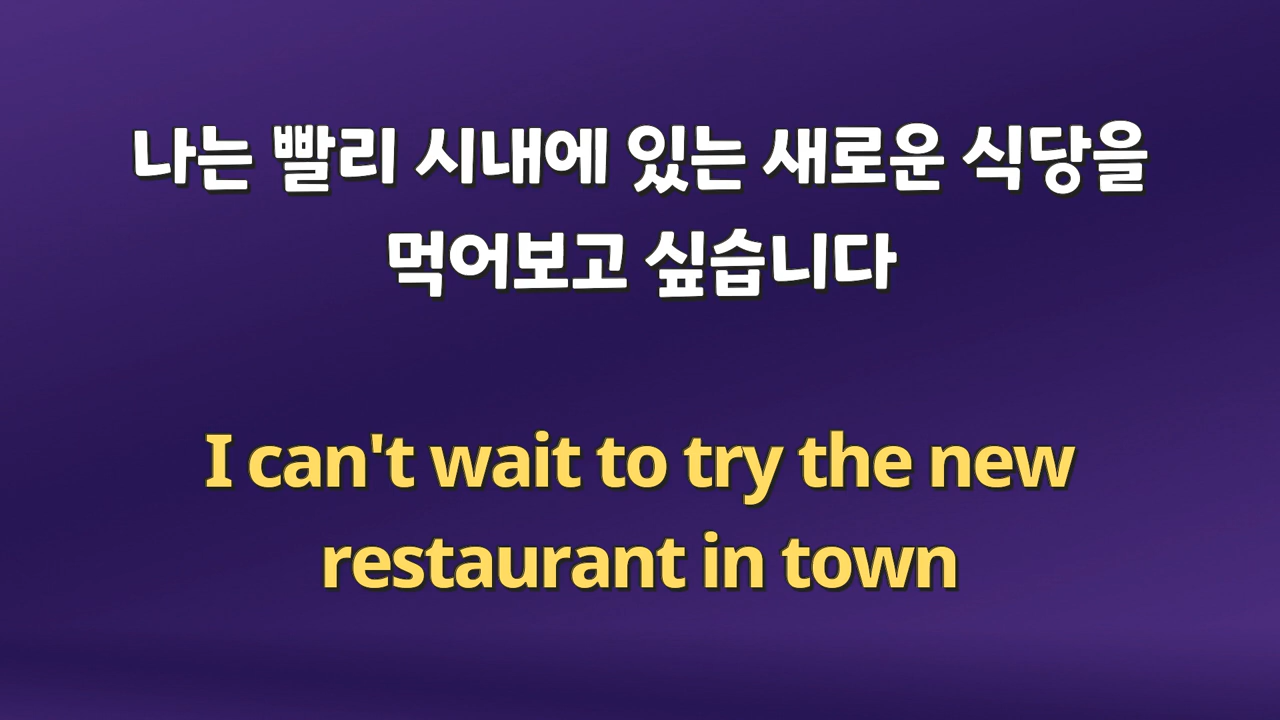 나는 빨리 시내에 있는 새로운 식당을
먹어보고 싶습니다
I can't wait to try the new
restaurant in town